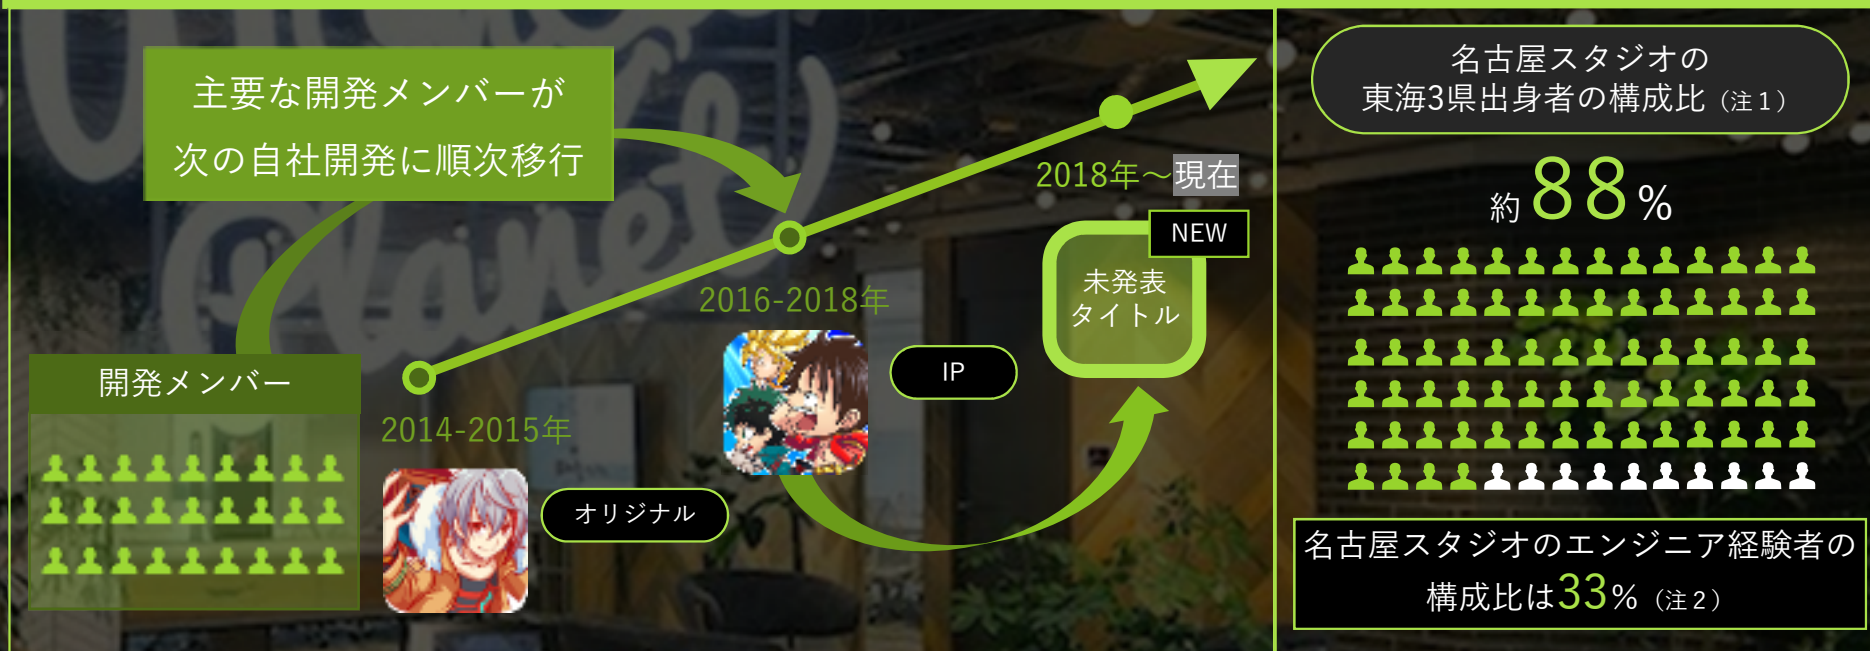 主要な開発メンバーが
次の自社開発に順次移行
開発メンバー
2014-2015年
オリジナル
2016-2018年
IP
2018年～現在
NEW
未発表
タイトル
名古屋スタジオの
東海3県出身者の構成比（注１）
約88%
名古屋スタジオのエンジニア経験者の
構成比は33%（注２）
Planet